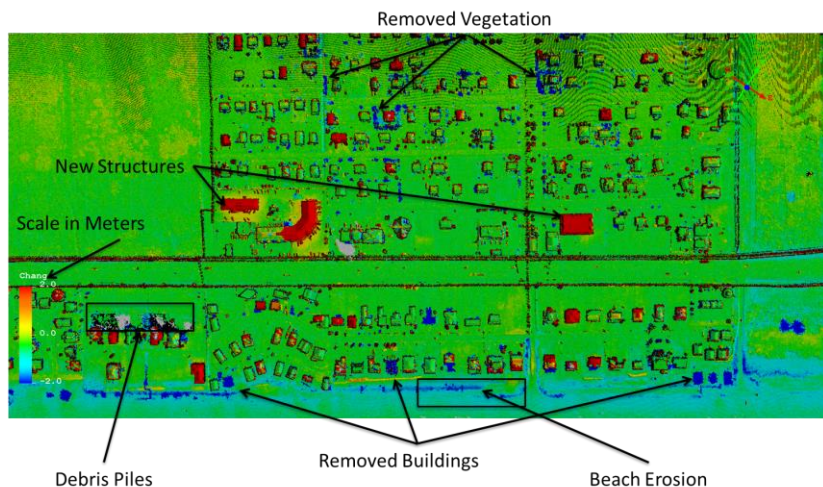 Removed Vegetation
New Structures
Scale in Meters
Chang
2.0
0.0
-2.0
Debris Piles
Removed Buildings
Beach Erosion